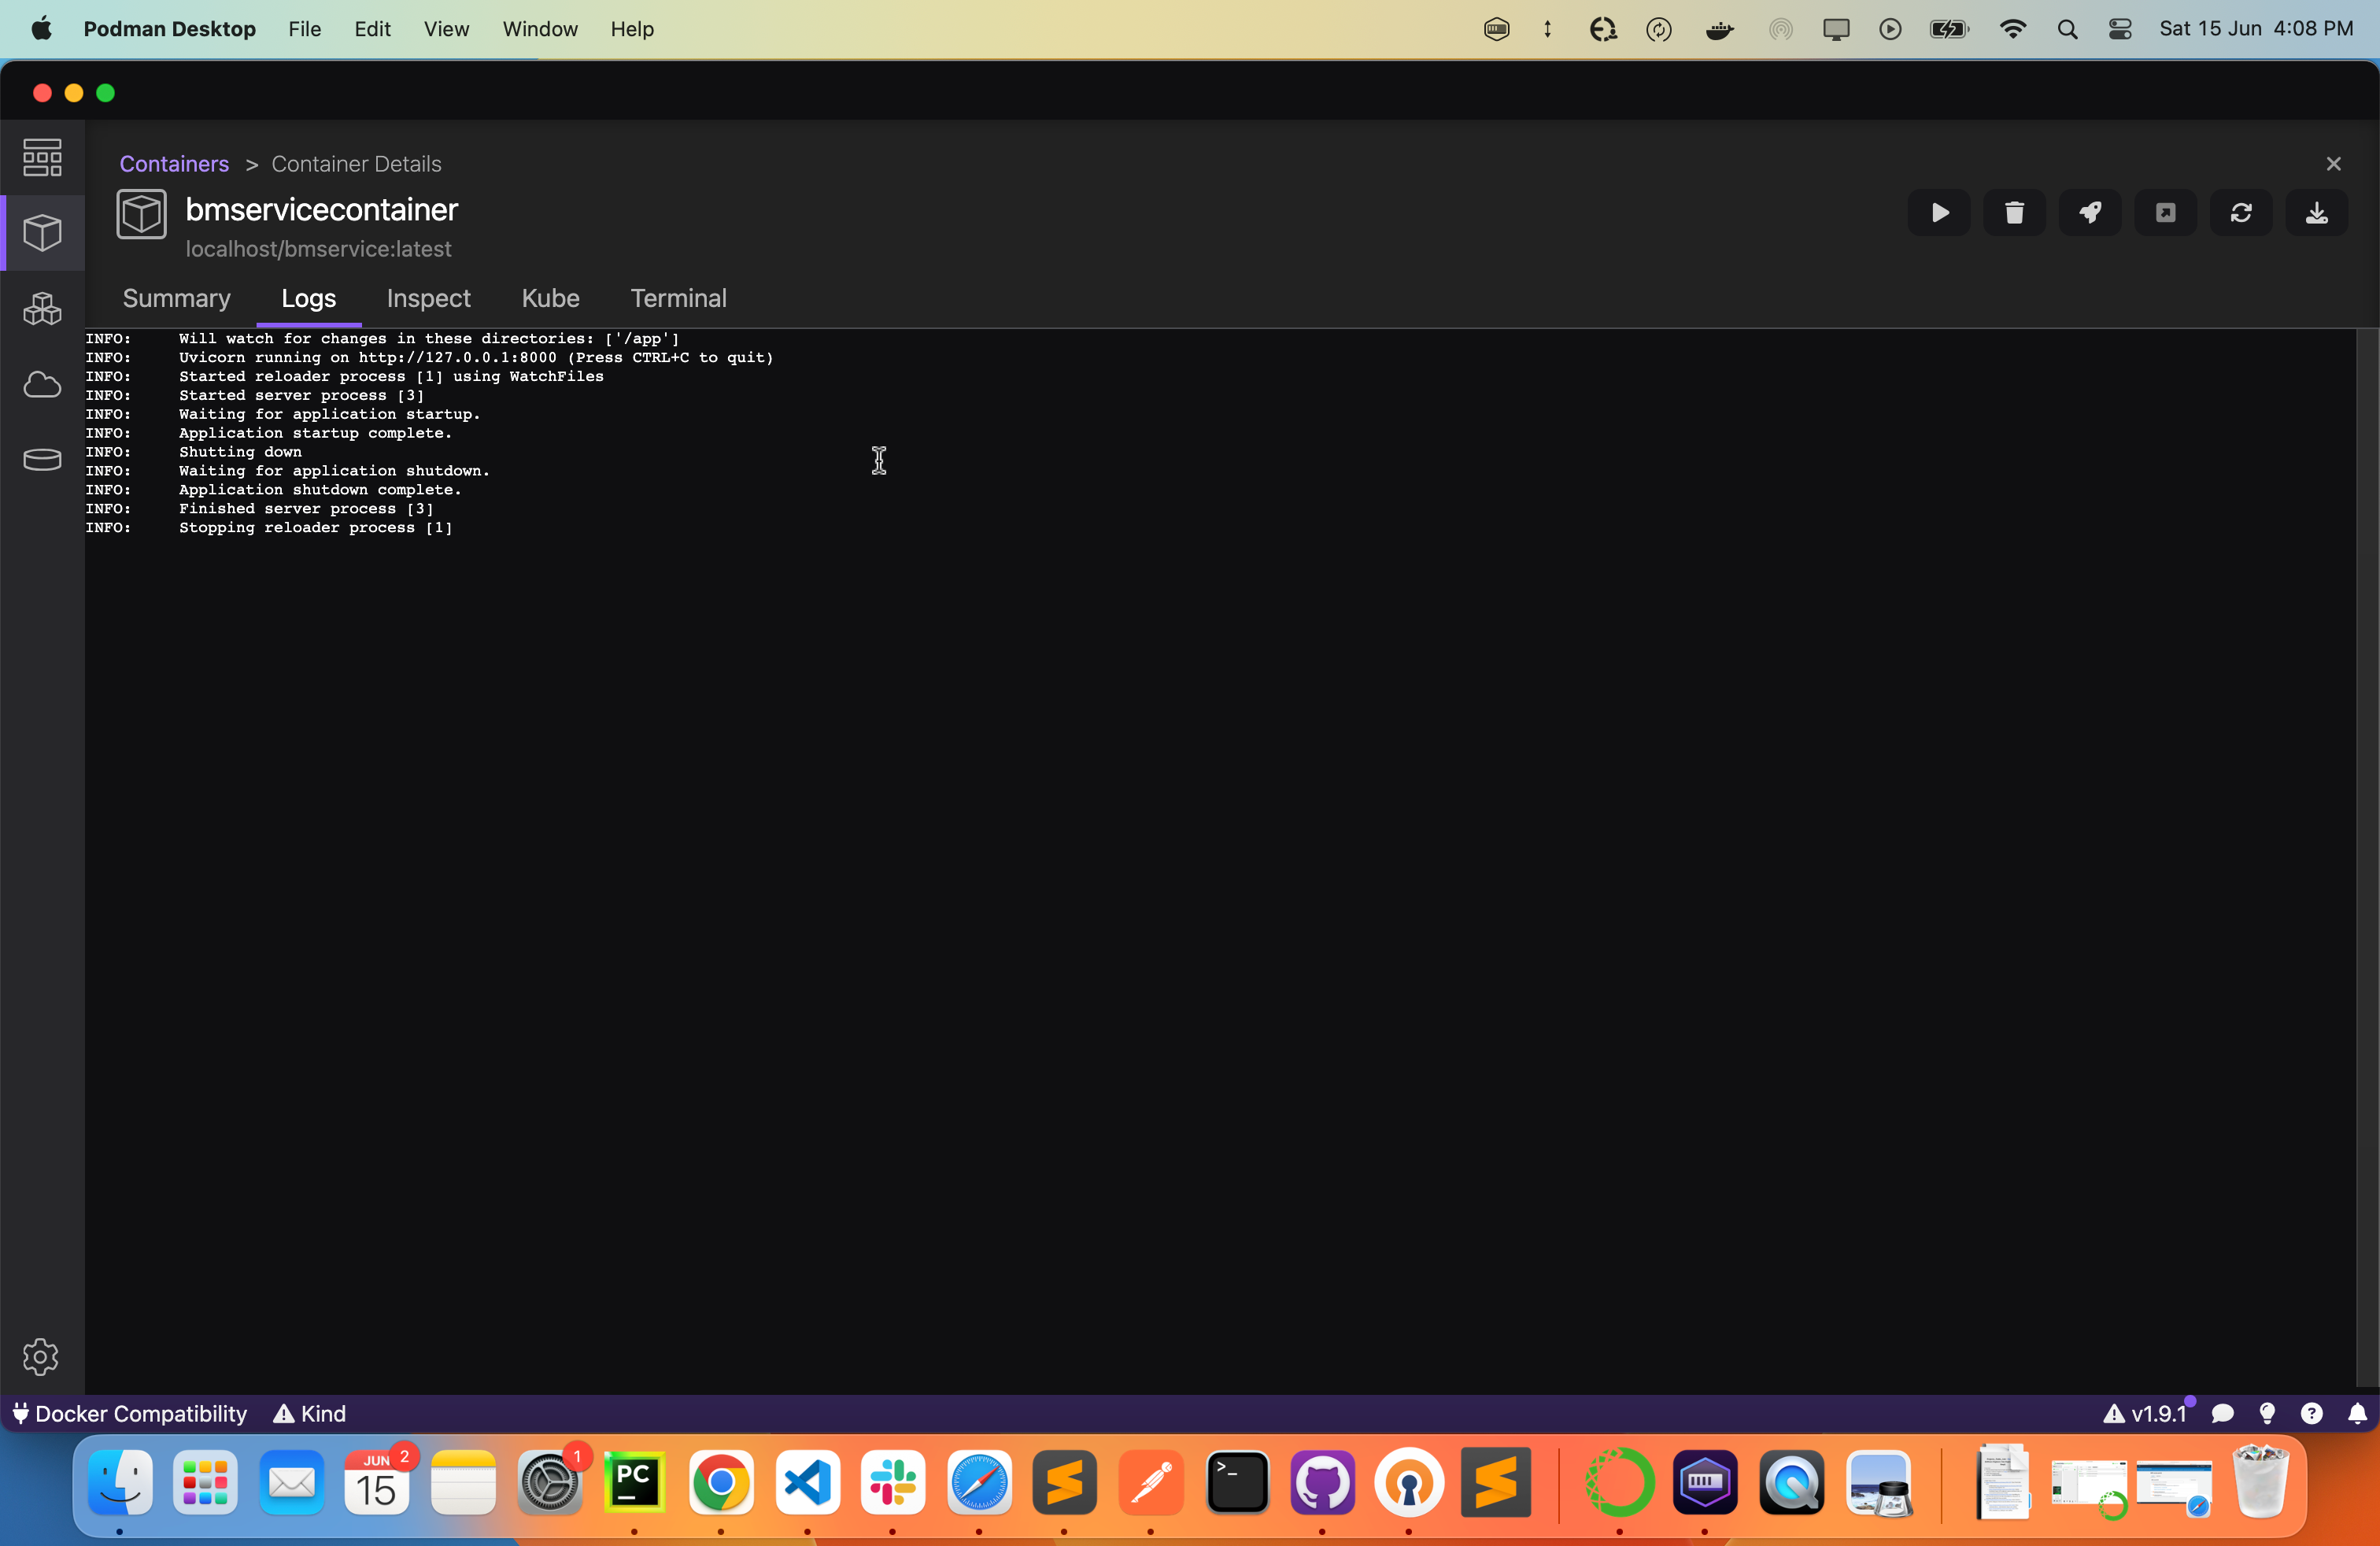 Podman Desktop File Edit View Window Help Sat 15 Jun 4:08 PM
Containers > Container Details
bmservicecontainer
localhost/bmservice:latest
Summary Logs Inspect Kube Terminal
INFO: Will watch for changes in these directories: ['/app']
INFO: Uvicorn running on http://127.0.0.1:8000 (Press CTRL+C to quit)
INFO: Started reloader process [1] using WatchFiles
INFO: Started server process [3]
INFO: Waiting for application startup.
INFO: Application startup complete.
INFO: Shutting down
INFO: Waiting for application shutdown.
INFO: Application shutdown complete.
INFO: Finished server process [3]
INFO: Stopping reloader process [1]
Docker Compatibility Kind v1.9.1
JUN 2 1
15 PC >_